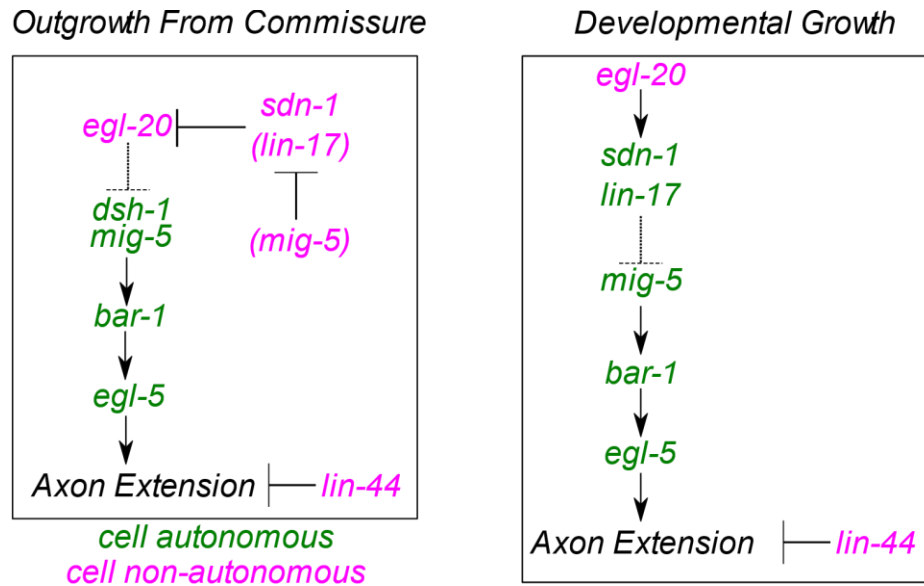 Outgrowth From Commissure
egl-20
sdn-1
(lin-17)
dsh-1
mig-5
(mig-5)
bar-1
egl-5
Axon Extension
lin-44
cell autonomous
cell non-autonomous
Developmental Growth
egl-20
sdn-1
lin-17
mig-5
bar-1
egl-5
Axon Extension
lin-44